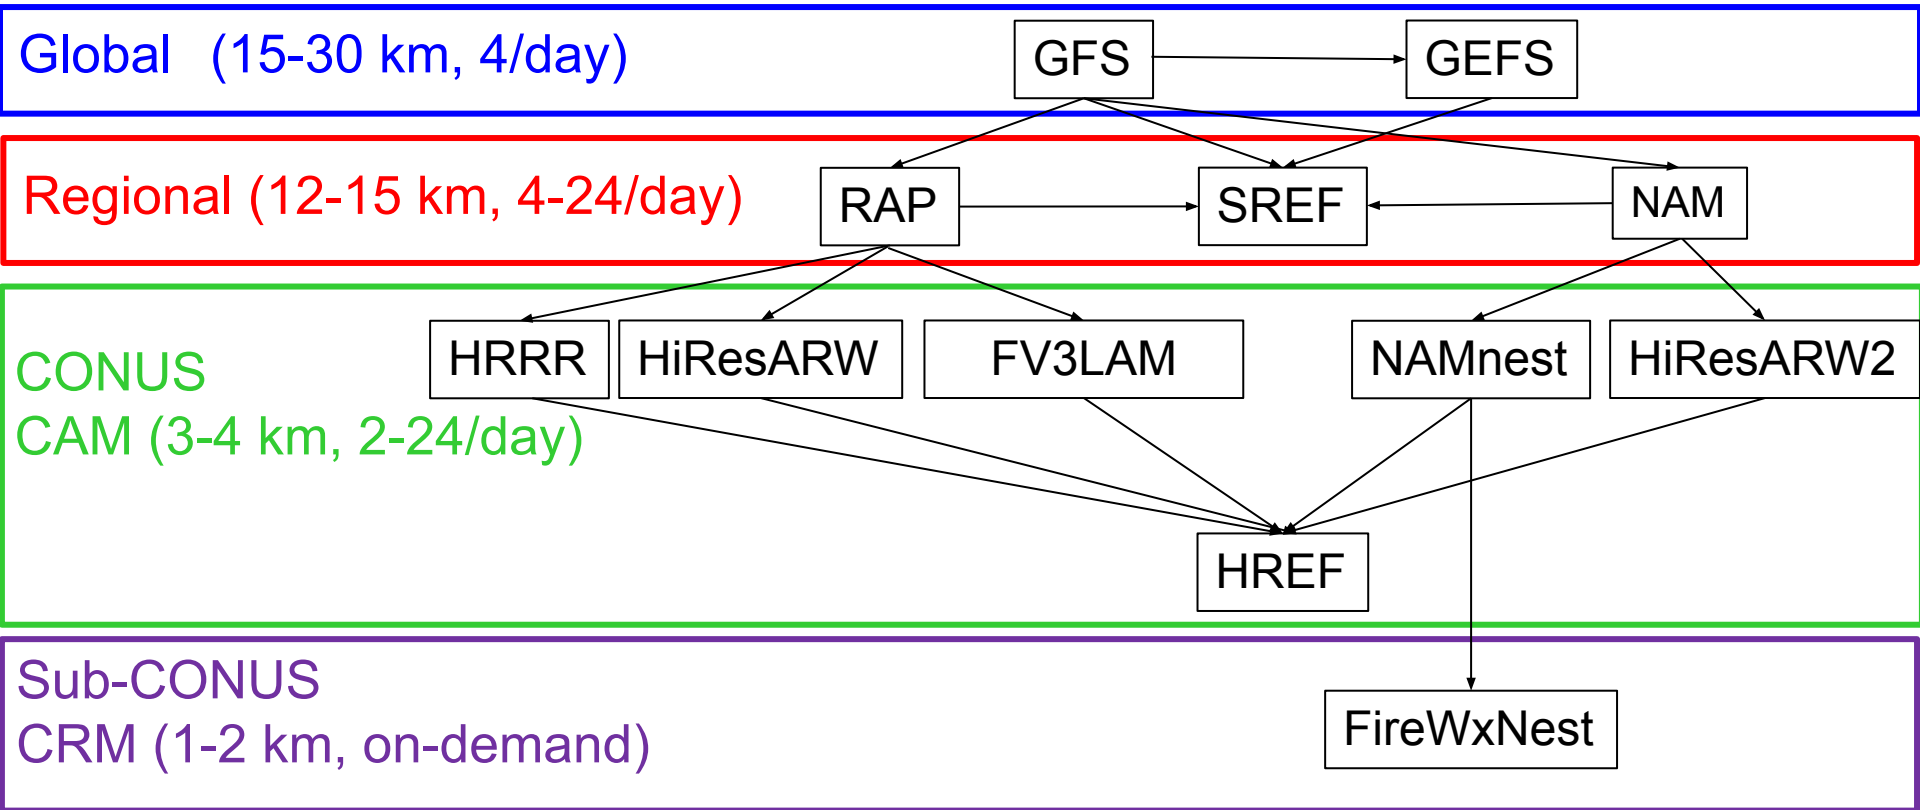 Global (15-30 km, 4/day)
GFS
GEFS
Regional (12-15 km, 4-24/day)
RAP
SREF
NAM
CONUS
CAM (3-4 km, 2-24/day)
HRRR
HiResARW
FV3LAM
NAMnest
HiResARW2
HREF
Sub-CONUS
CRM (1-2 km, on-demand)
FireWxNest